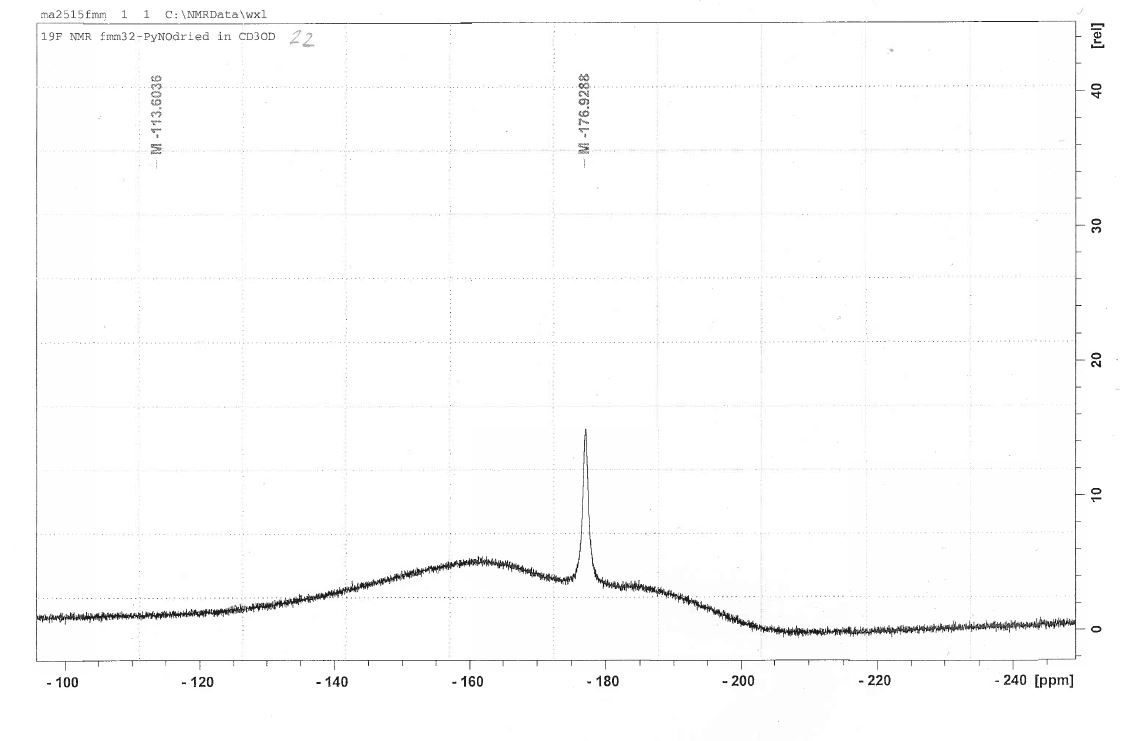 ma2515fmm 1 1 C:\NMRData\wxl
19F NMR fmm32-PyNOdried in CD3OD 22
[rel]
M -113.6036
M -176.9288
40
30
20
10
0
- 100 - 120 - 140 - 160 - 180 - 200 - 220 - 240 [ppm]